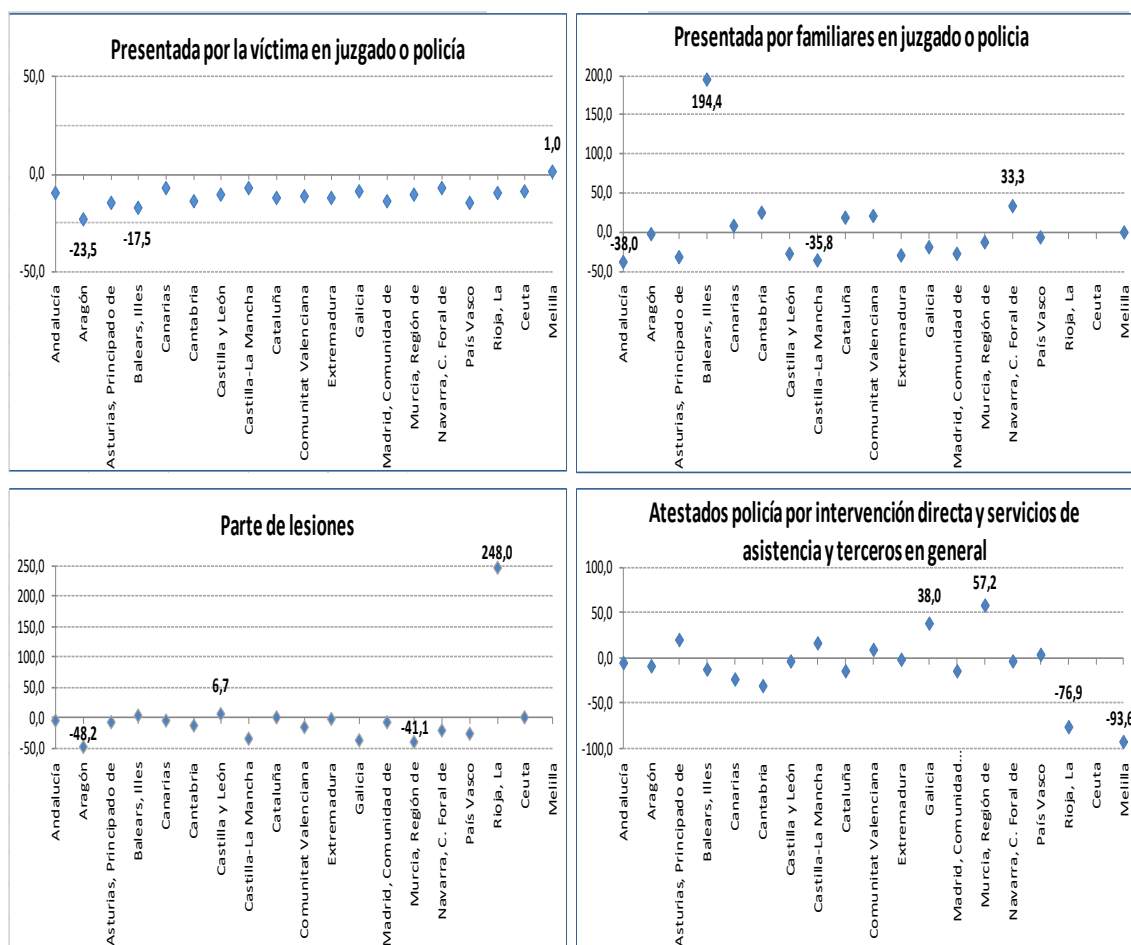 Presentada por la víctima en juzgado o policía
50,0
0,0
-50,0
-23,5
-17,5
1,0
Andalucía
Aragón
Asturias, Principado de
Balears, Illes
Canarias
Cantabria
Castilla y León
Castilla-La Mancha
Cataluña
Comunitat Valenciana
Extremadura
Galicia
Madrid, Comunidad de
Murcia, Región de
Navarra, C. Foral de
País Vasco
Rioja, La
Ceuta
Melilla
Presentada por familiares en juzgado o policia
200,0
150,0
100,0
50,0
0,0
-50,0
-38,0
194,4
-35,8
33,3
Andalucía
Aragón
Asturias, Principado de
Balears, Illes
Canarias
Cantabria
Castilla y León
Castilla-La Mancha
Cataluña
Comunitat Valenciana
Extremadura
Galicia
Madrid, Comunidad de
Murcia, Región de
Navarra, C. Foral de
País Vasco
Rioja, La
Ceuta
Melilla
Parte de lesiones
250,0
200,0
150,0
100,0
50,0
0,0
-50,0
-48,2
6,7
-41,1
248,0
Andalucía
Aragón
Asturias, Principado de
Balears, Illes
Canarias
Cantabria
Castilla y León
Castilla-La Mancha
Cataluña
Comunitat Valenciana
Extremadura
Galicia
Madrid, Comunidad de
Murcia, Región de
Navarra, C. Foral de
País Vasco
Rioja, La
Ceuta
Melilla
Atestados policía por intervención directa y servicios de
asistencia y terceros en general
100,0
50,0
0,0
-50,0
-100,0
38,0
57,2
-76,9
-93,6
Andalucía
Aragón
Asturias, Principado de
Balears, Illes
Canarias
Cantabria
Castilla y León
Castilla-La Mancha
Cataluña
Comunitat Valenciana
Extremadura
Galicia
Madrid, Comunidad...
Murcia, Región de
Navarra, C. Foral de
País Vasco
Rioja, La
Ceuta
Melilla